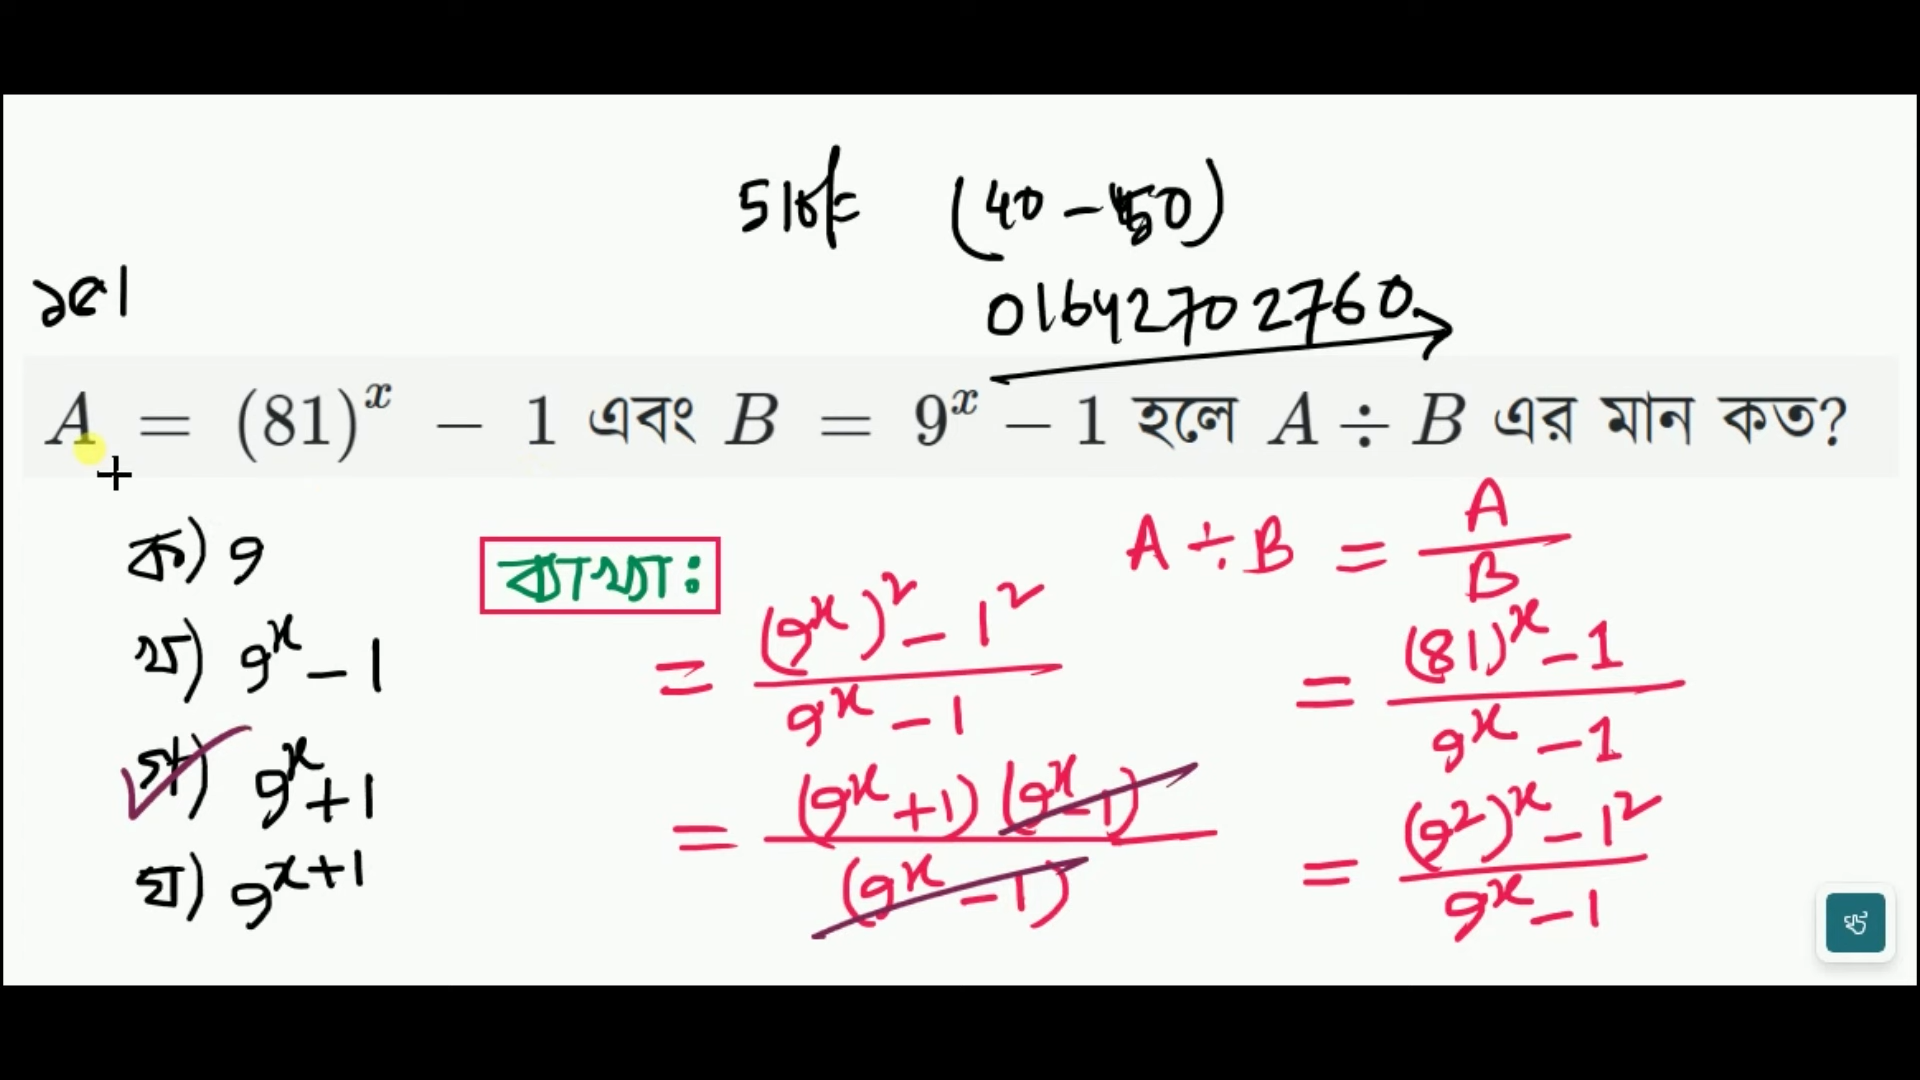 (40-50)
01642702760
১৫।
A = (81)^x - 1 এবং B = 9^x - 1 হলে A ÷ B এর মান কত?
ক) 9
খ) 9^x - 1
গ) 9^x + 1
ঘ) 9^(x+1)
ব্যাখ্যা:
A ÷ B = A/B
= ((81)^x - 1)/(9^x - 1)
= ((9^2)^x - 1^2)/(9^x - 1)
= ((9^x)^2 - 1^2)/(9^x - 1)
= ((9^x + 1)(9^x - 1))/((9^x - 1))